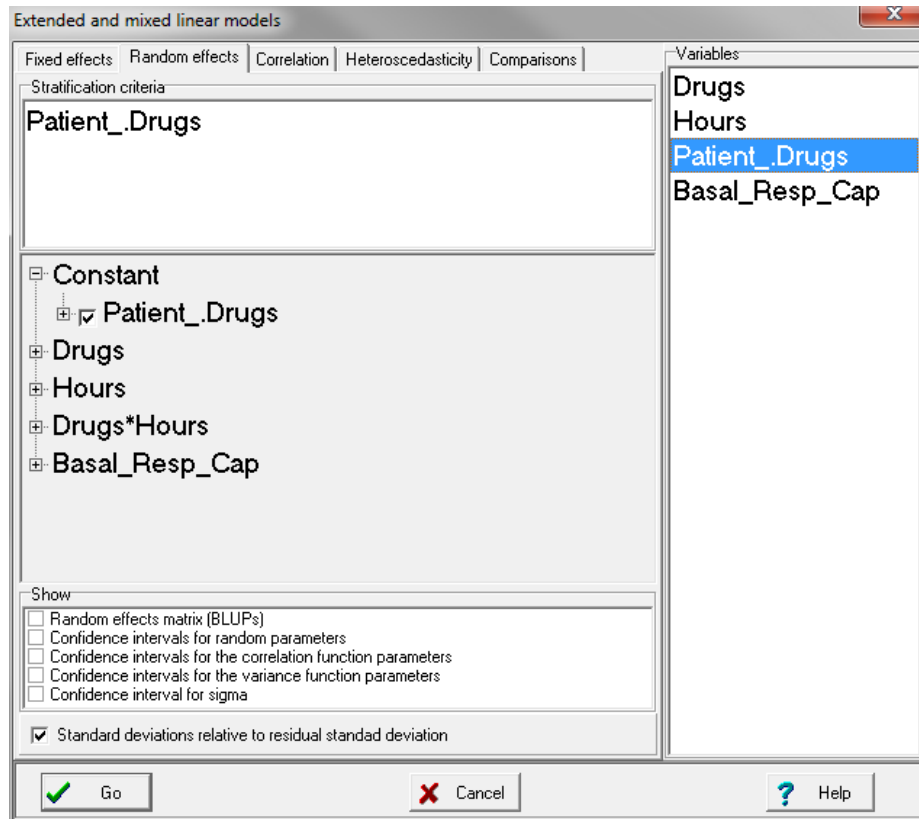 Extended and mixed linear models
X
Fixed effects Random effects Correlation Heteroscedasticity Comparisons
Stratification criteria
Patient_.Drugs
Constant
Patient_.Drugs
Drugs
Hours
Drugs*Hours
Basal_Resp_Cap
Show
Random effects matrix (BLUPs)
Confidence intervals for random parameters
Confidence intervals for the correlation function parameters
Confidence intervals for the variance function parameters
Confidence interval for sigma
Standard deviations relative to residual standad deviation
Variables
Drugs
Hours
Patient_.Drugs
Basal_Resp_Cap
Go
Cancel
? Help